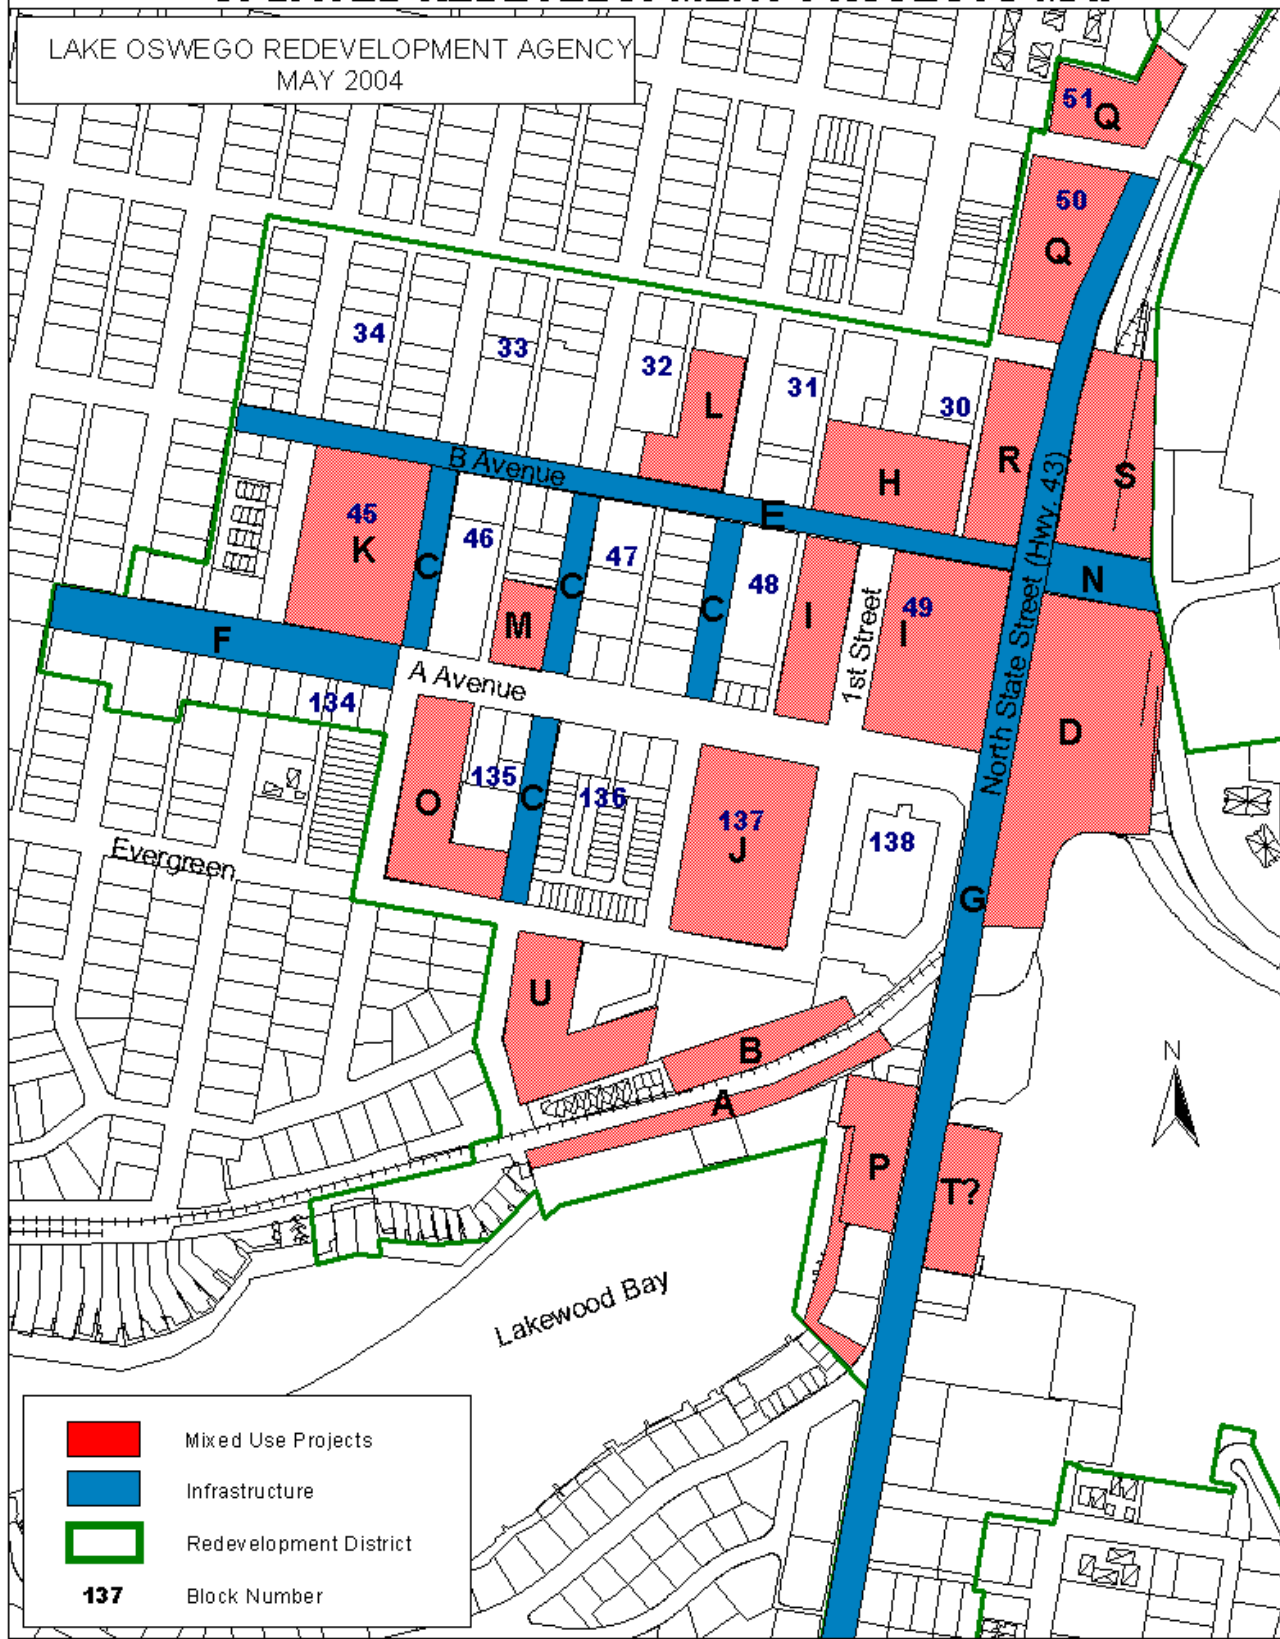 LAKE OSWEGO REDEVELOPMENT AGENCY
MAY 2004
51
Q
50
Q
34
33
32
31
30
L
H
R
S
B Avenue
E
45
K
C
46
C
47
C
48
I
49
I
1st Street
North State Street (Hwy. 43)
N
M
F
A Avenue
134
D
O
135
C
136
137
J
138
Evergreen
G
U
B
A
P
T?
N
Lakewood Bay
Mixed Use Projects
Infrastructure
Redevelopment District
137 Block Number